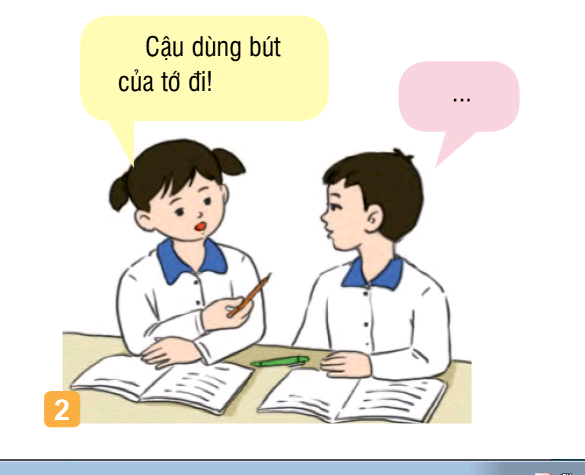 Cậu dùng bút
của tớ đi!
...
2